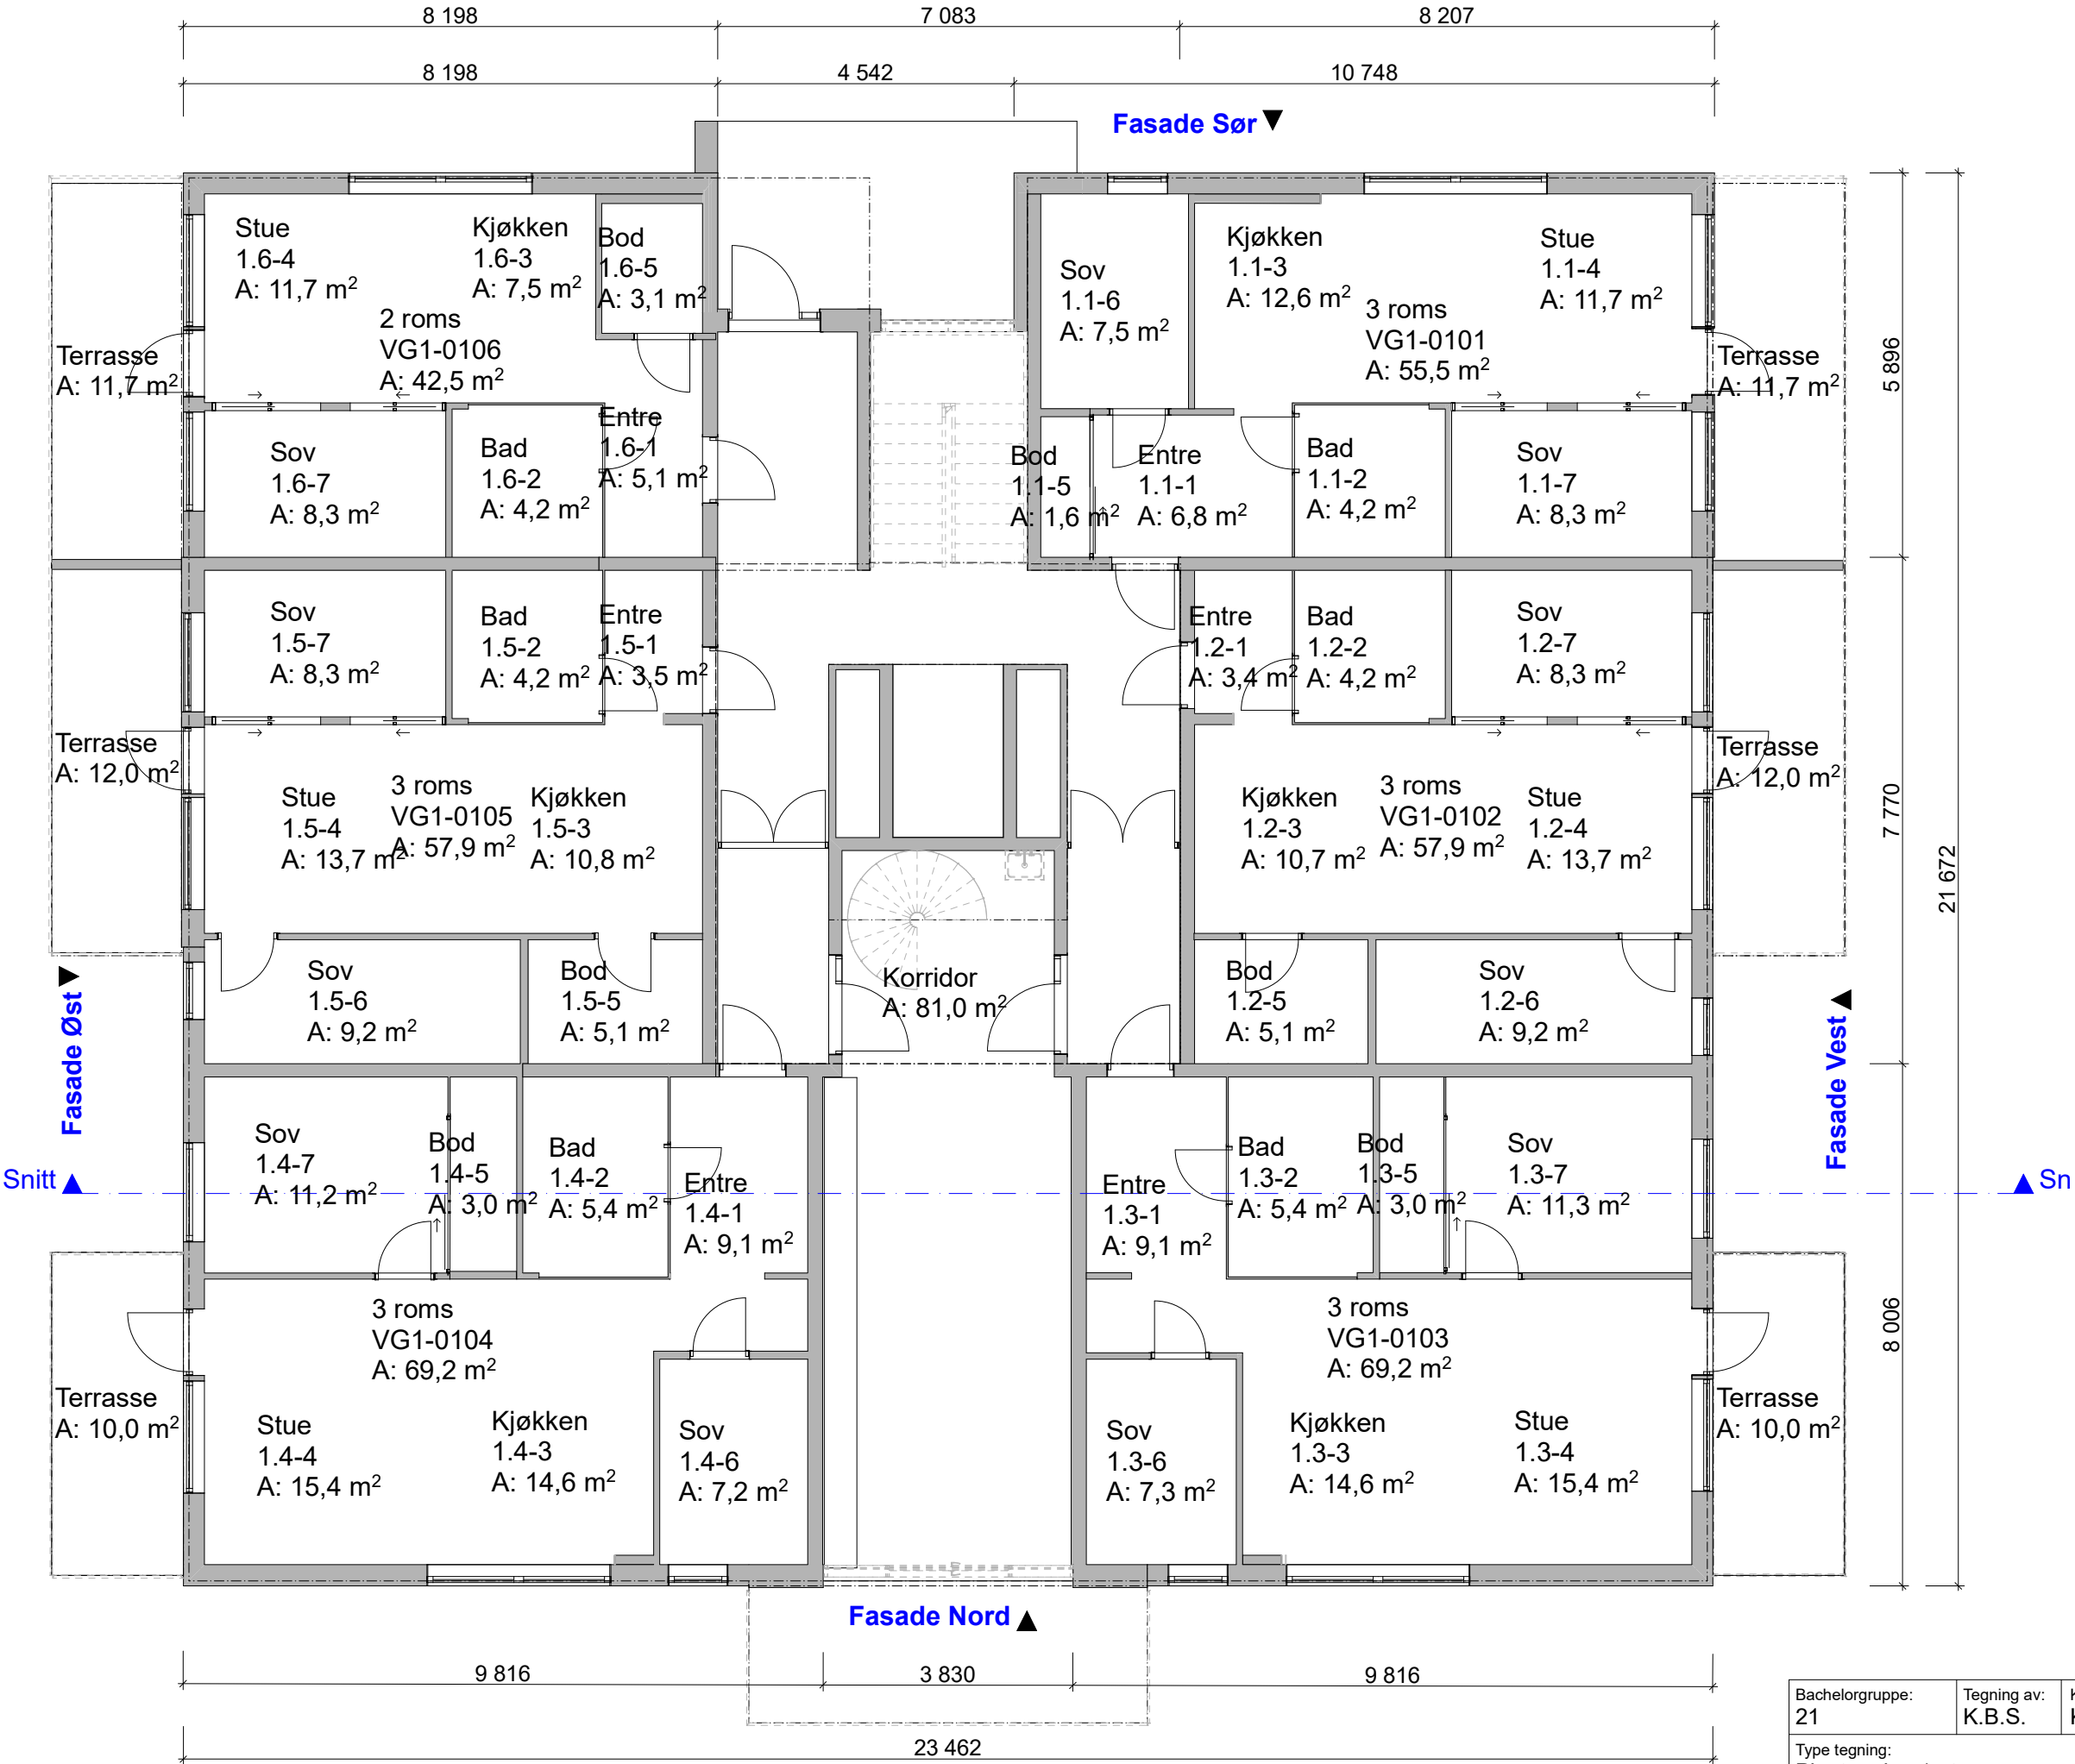 8 198
7 083
8 207
8 198
4 542
10 748
Fasade Sør
Stue
1.6-4
A: 11,7 m²
Kjøkken
1.6-3
A: 7,5 m²
Bod
1.6-5
A: 3,1 m²
2 roms
VG1-0106
A: 42,5 m²
Terrasse
A: 11,7 m²
Sov
1.6-7
A: 8,3 m²
Bad
1.6-2
A: 4,2 m²
Entre
1.6-1
A: 5,1 m²
Sov
1.1-6
A: 7,5 m²
Kjøkken
1.1-3
A: 12,6 m²
Stue
1.1-4
A: 11,7 m²
3 roms
VG1-0101
A: 55,5 m²
Terrasse
A: 11,7 m²
Bod
1.1-5
A: 1,6 m²
Entre
1.1-1
A: 6,8 m²
Bad
1.1-2
A: 4,2 m²
Sov
1.1-7
A: 8,3 m²
5 896
Sov
1.5-7
A: 8,3 m²
Bad
1.5-2
A: 4,2 m²
Entre
1.5-1
A: 3,5 m²
Entre
1.2-1
A: 3,4 m²
Bad
1.2-2
A: 4,2 m²
Sov
1.2-7
A: 8,3 m²
Terrasse
A: 12,0 m²
Stue
1.5-4
A: 13,7 m²
3 roms
VG1-0105
A: 57,9 m²
Kjøkken
1.5-3
A: 10,8 m²
Kjøkken
1.2-3
A: 10,7 m²
3 roms
VG1-0102
A: 57,9 m²
Stue
1.2-4
A: 13,7 m²
Terrasse
A: 12,0 m²
7 770
21 672
Sov
1.5-6
A: 9,2 m²
Bod
1.5-5
A: 5,1 m²
Korridor
A: 81,0 m²
Bod
1.2-5
A: 5,1 m²
Sov
1.2-6
A: 9,2 m²
Fasade Øst
Fasade Vest
Snitt
Sov
1.4-7
A: 11,2 m²
Bod
1.4-5
A: 3,0 m²
Bad
1.4-2
A: 5,4 m²
Entre
1.4-1
A: 9,1 m²
Entre
1.3-1
A: 9,1 m²
Bad
1.3-2
A: 5,4 m²
Bod
1.3-5
A: 3,0 m²
Sov
1.3-7
A: 11,3 m²
Sn
3 roms
VG1-0104
A: 69,2 m²
3 roms
VG1-0103
A: 69,2 m²
8 006
Terrasse
A: 10,0 m²
Stue
1.4-4
A: 15,4 m²
Kjøkken
1.4-3
A: 14,6 m²
Sov
1.4-6
A: 7,2 m²
Sov
1.3-6
A: 7,3 m²
Kjøkken
1.3-3
A: 14,6 m²
Stue
1.3-4
A: 15,4 m²
Terrasse
A: 10,0 m²
Fasade Nord
9 816
3 830
9 816
23 462
Bachelorgruppe:
21
Tegning av:
K.B.S.
Type tegning: